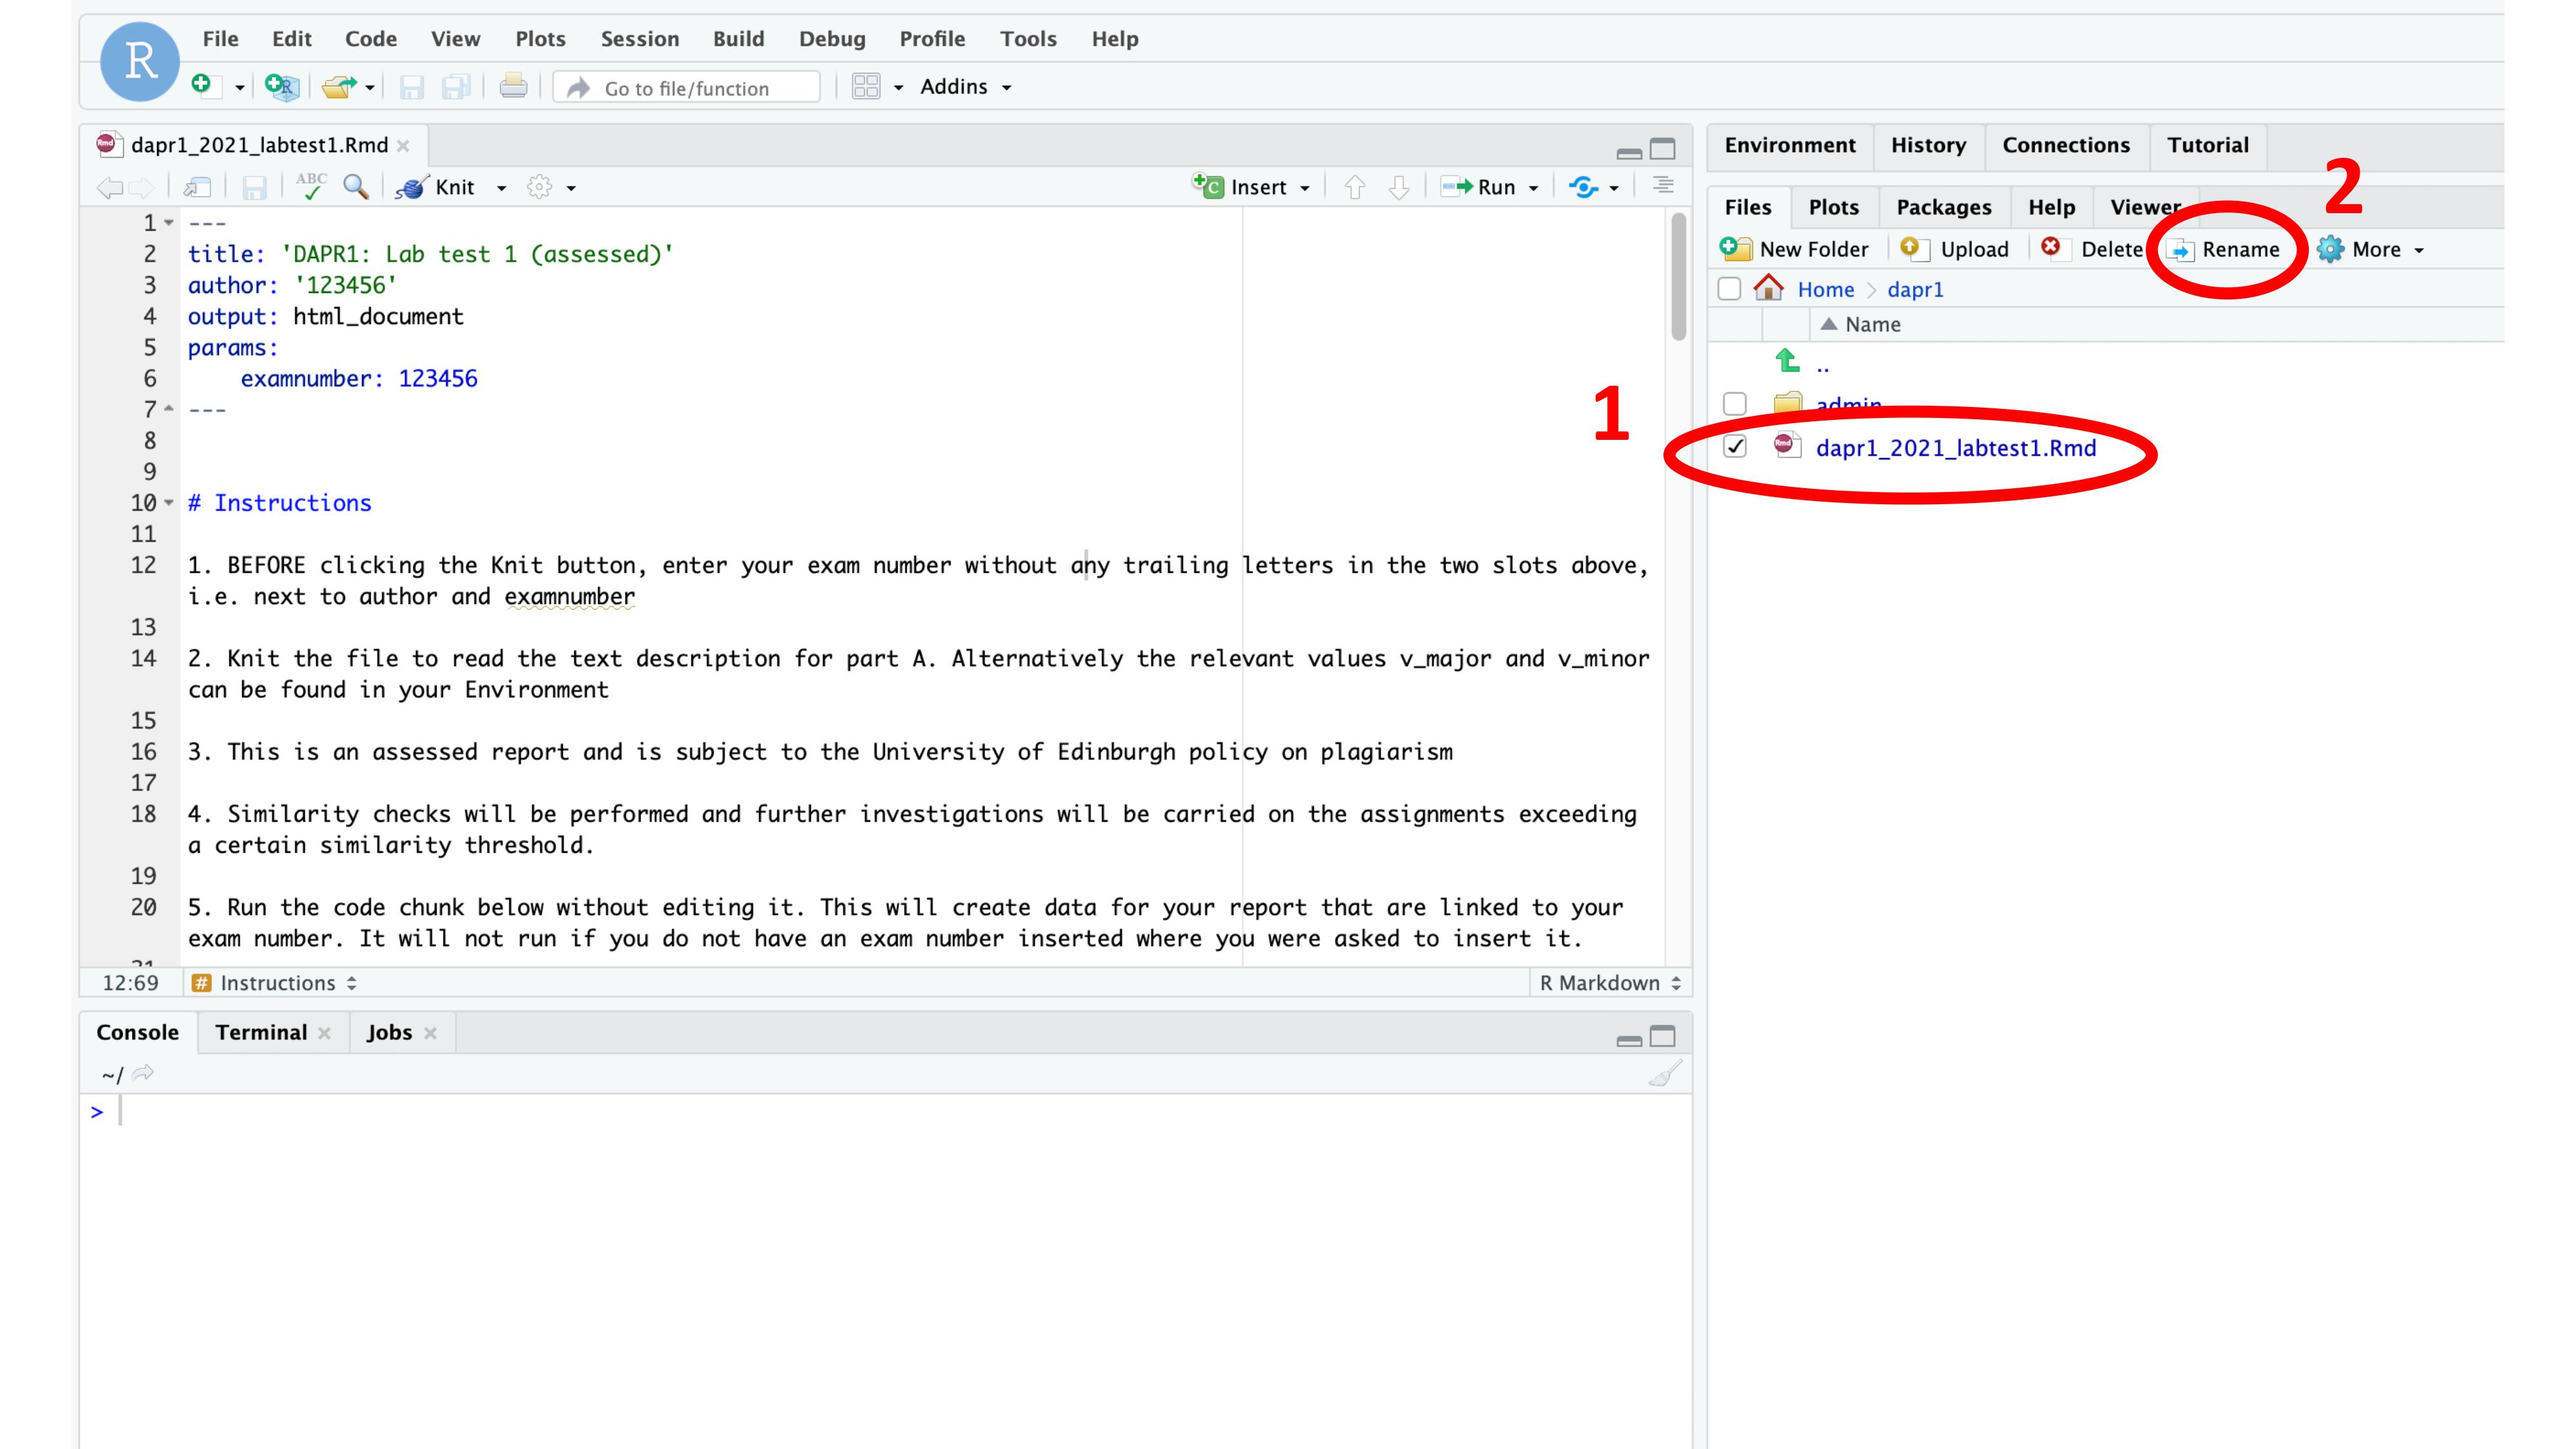 R
File Edit Code View Plots Session Build Debug Profile Tools Help
R Go to file/function Addins
Rmd dapr1_2021_labtest1.Rmd
ABC Knit C Insert Run
1 ---
2 title: 'DAPR1: Lab test 1 (assessed)'
3 author: '123456'
4 output: html_document
5 params:
6 examnumber: 123456
7 ---
8
9
10 # Instructions
11
12 1. BEFORE clicking the Knit button, enter your exam number without any trailing letters in the two slots above,
i.e. next to author and examnumber
13
14 2. Knit the file to read the text description for part A. Alternatively the relevant values v_major and v_minor
can be found in your Environment
15
16 3. This is an assessed report and is subject to the University of Edinburgh policy on plagiarism
17
18 4. Similarity checks will be performed and further investigations will be carried on the assignments exceeding
a certain similarity threshold.
19
20 5. Run the code chunk below without editing it. This will create data for your report that are linked to your
exam number. It will not run if you do not have an exam number inserted where you were asked to insert it.
21
12:69 # Instructions R Markdown
Console Terminal Jobs
~/
>
Environment History Connections Tutorial
2
Files Plots Packages Help Viewer
New Folder Upload Delete Rename More
Home dapr1
Name
..
admin
1
Rmd dapr1_2021_labtest1.Rmd